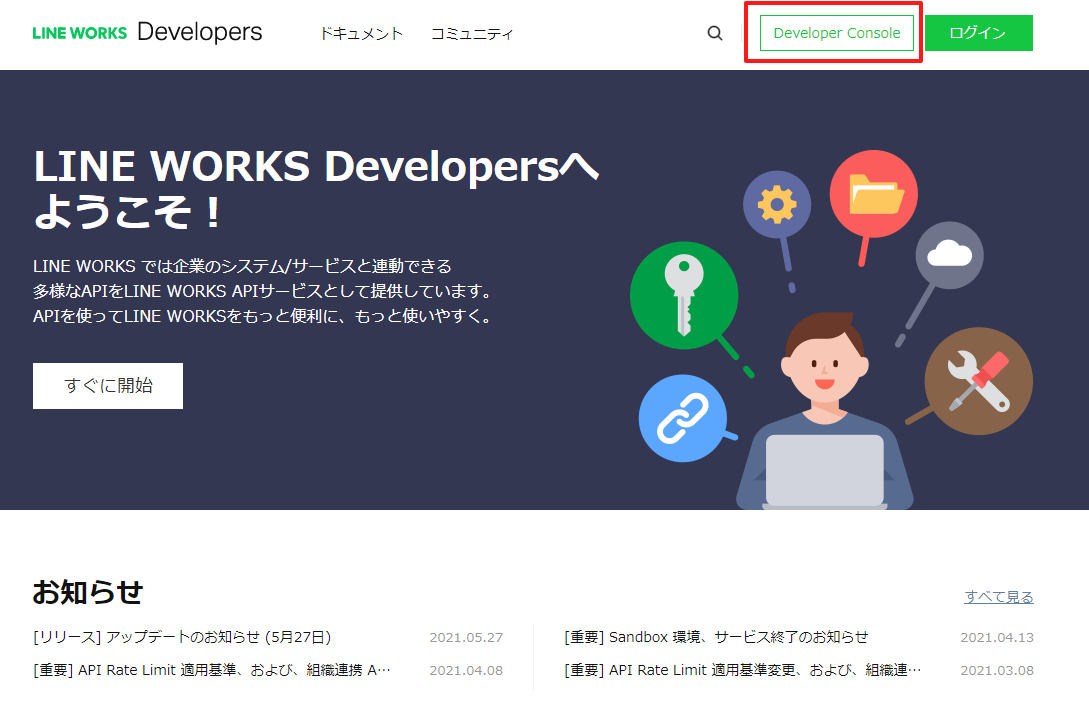 LINE WORKS Developers ドキュメント コミュニティ Developer Console ログイン
LINE WORKS Developersへ
ようこそ！
LINE WORKS では企業のシステム/サービスと連動できる
多様なAPIをLINE WORKS APIサービスとして提供しています。
APIを使ってLINE WORKSをもっと便利に、もっと使いやすく。
すぐに開始
お知らせ すべて見る
[リリース] アップデートのお知らせ (5月27日) 2021.05.27
[重要] Sandbox 環境、サービス終了のお知らせ 2021.04.13
[重要] API Rate Limit 適用基準、および、組織連携 A… 2021.04.08
[重要] API Rate Limit 適用基準変更、および、組織連… 2021.03.08